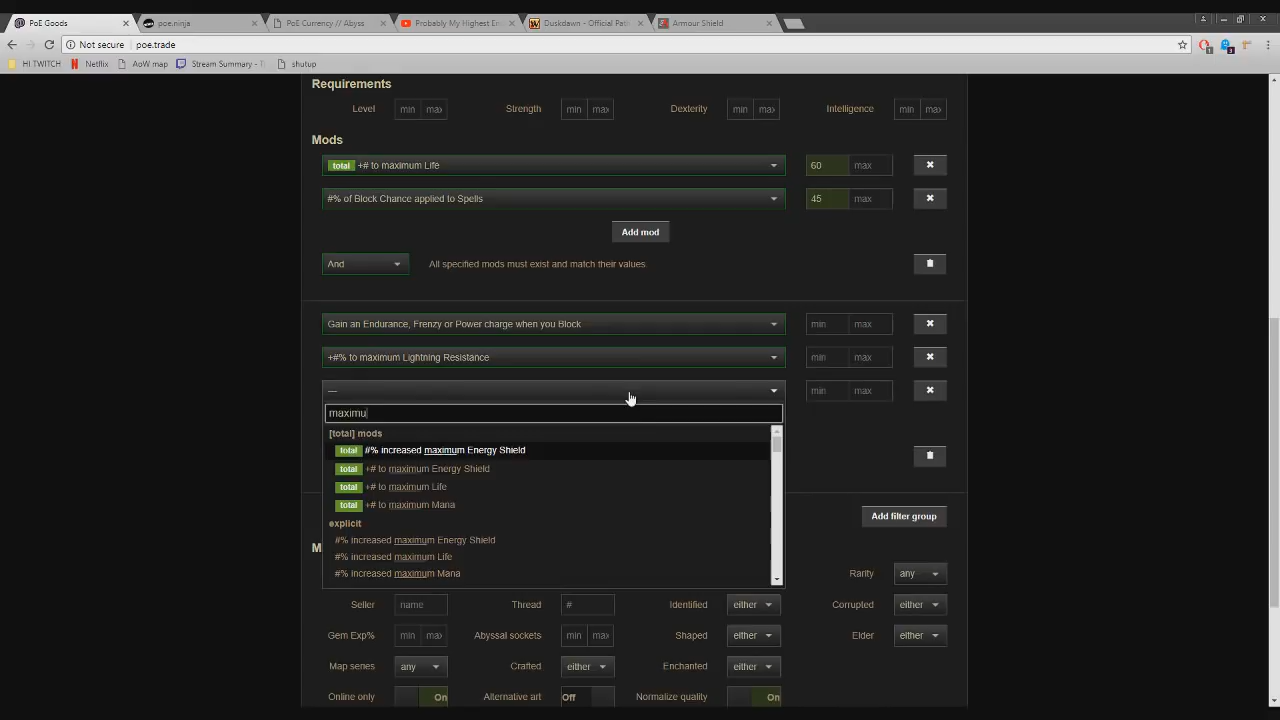 PoE Goods
poe.ninja
PoE Currency // Abyss
Probably My Highest En
Duskdawn - Official Pat
Armour Shield
Not secure poe.trade
HI TWITCH Netflix AoW map Stream Summary - T shutup
Requirements
Level min max Strength min max Dexterity min max Intelligence min max
Mods
total +# to maximum Life 60 max
#% of Block Chance applied to Spells 45 max
Add mod
And All specified mods must exist and match their values.
Gain an Endurance, Frenzy or Power charge when you Block min max
+#% to maximum Lightning Resistance min max
— min max
maximu
[total] mods
total #% increased maximum Energy Shield
total +# to maximum Energy Shield
total +# to maximum Life
total +# to maximum Mana
Add filter group
explicit
#% increased maximum Energy Shield
#% increased maximum Life
#% increased maximum Mana
M
Rarity any
Seller name Thread # Identified either Corrupted either
Gem Exp% min max Abyssal sockets min max Shaped either Elder either
Map series any Crafted either Enchanted either
Online only On Alternative art Off Normalize quality On